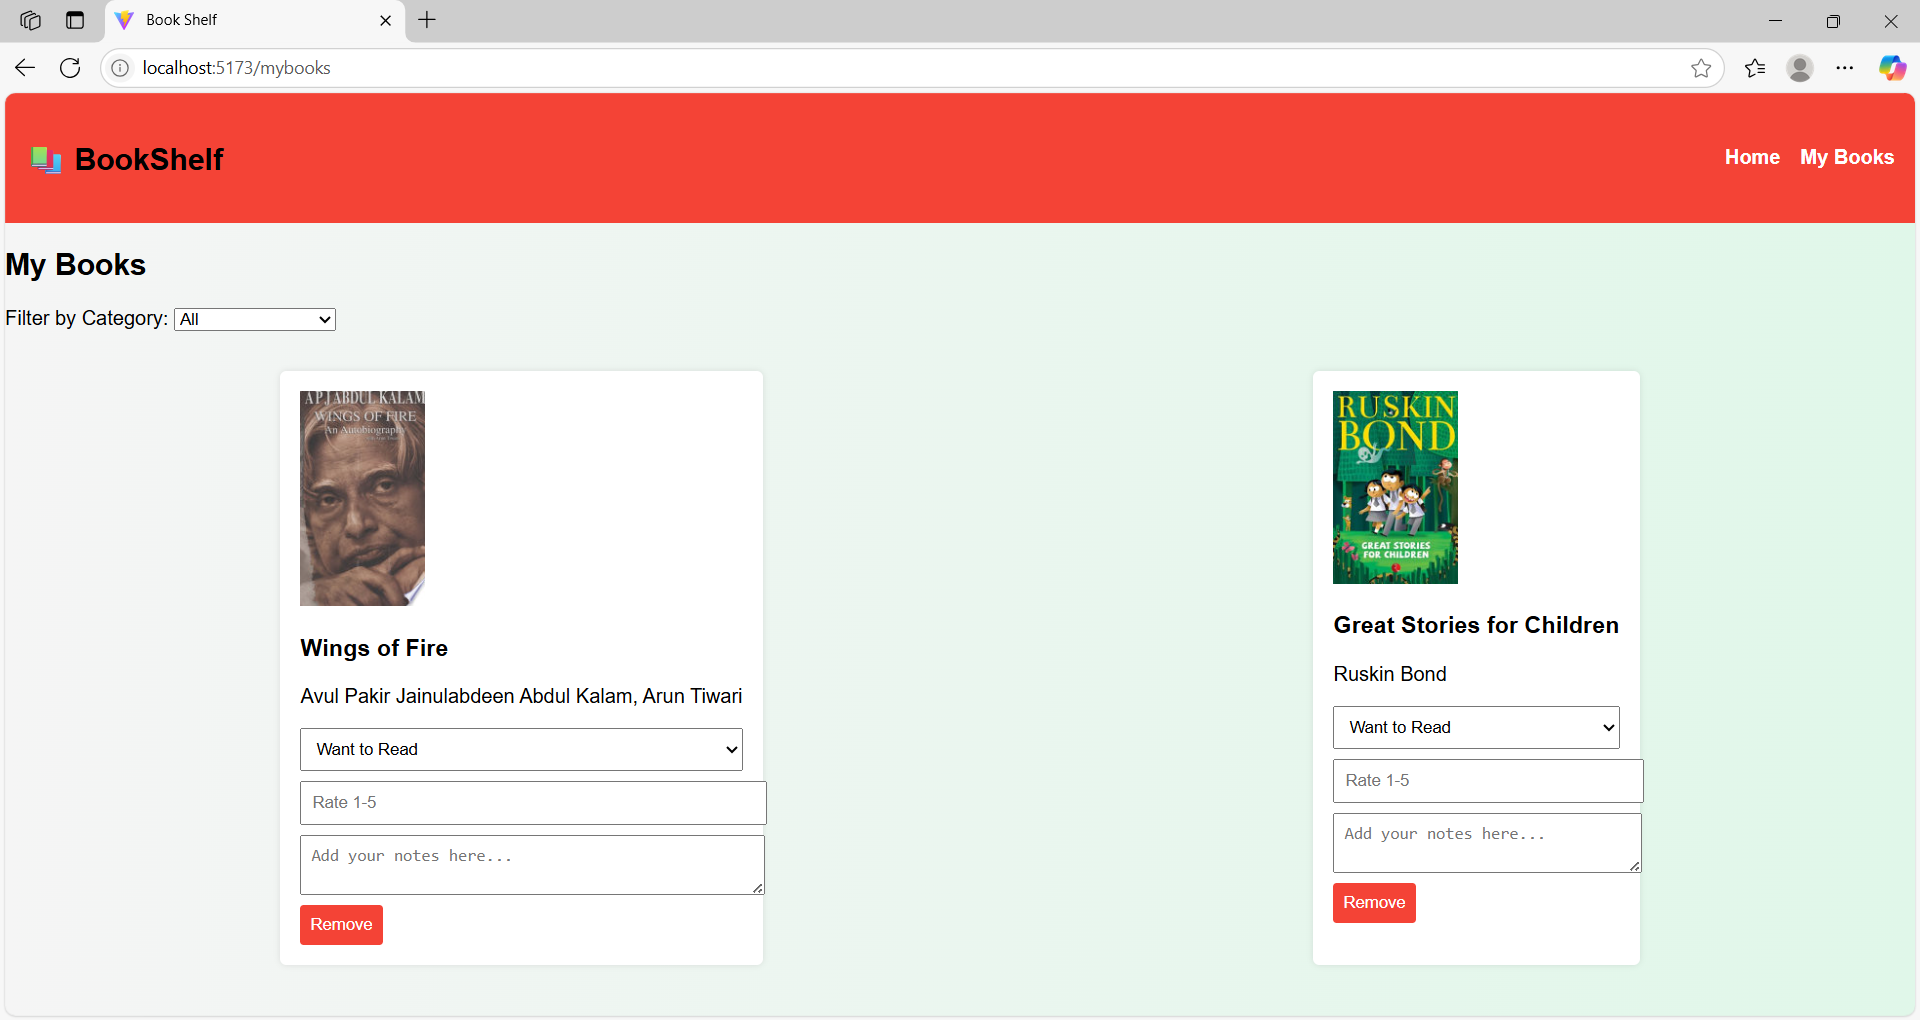 Book Shelf
localhost:5173/mybooks
BookShelf
Home My Books
My Books
Filter by Category: All
A P J ABDUL KALAM
WINGS OF FIRE
An Autobiography
Wings of Fire
Avul Pakir Jainulabdeen Abdul Kalam, Arun Tiwari
Want to Read
Rate 1-5
Add your notes here...
Remove
RUSKIN
BOND
GREAT STORIES
FOR CHILDREN
Great Stories for Children
Ruskin Bond
Want to Read
Rate 1-5
Add your notes here...
Remove